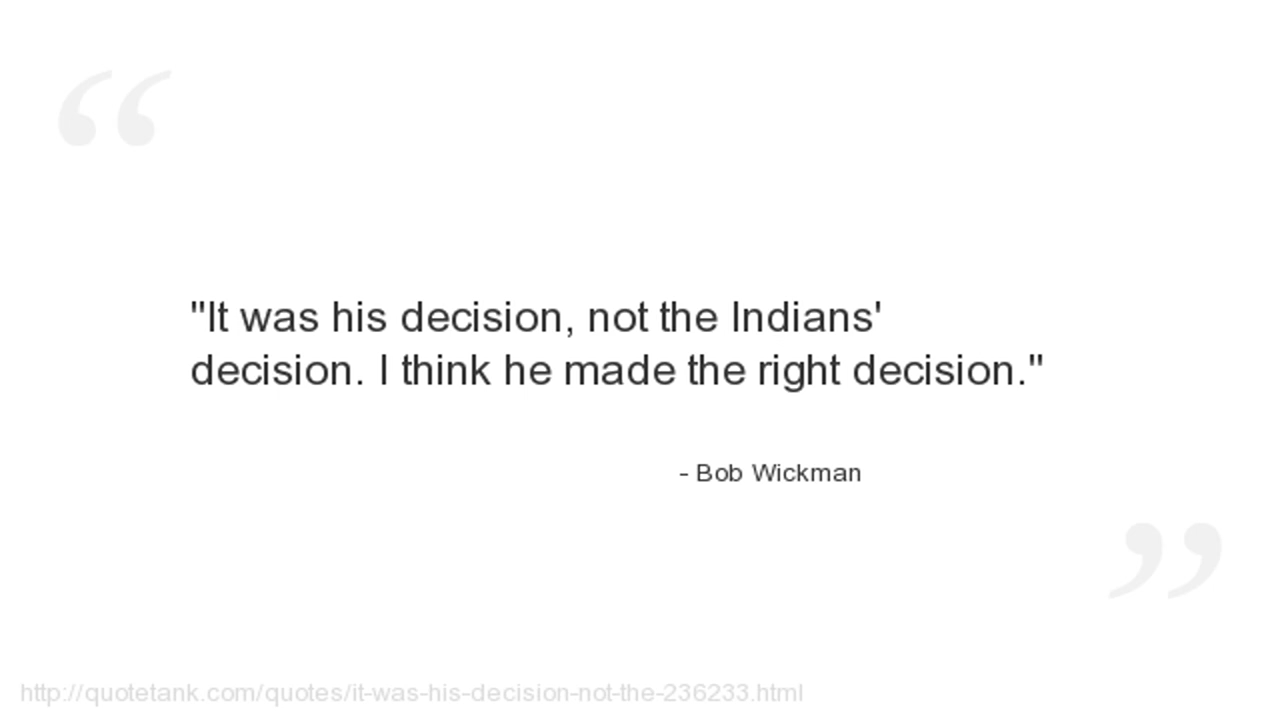 "It was his decision, not the Indians'
decision. I think he made the right decision."
- Bob Wickman
http://quotetank.com/quotes/it-was-his-decision-not-the-236233.html